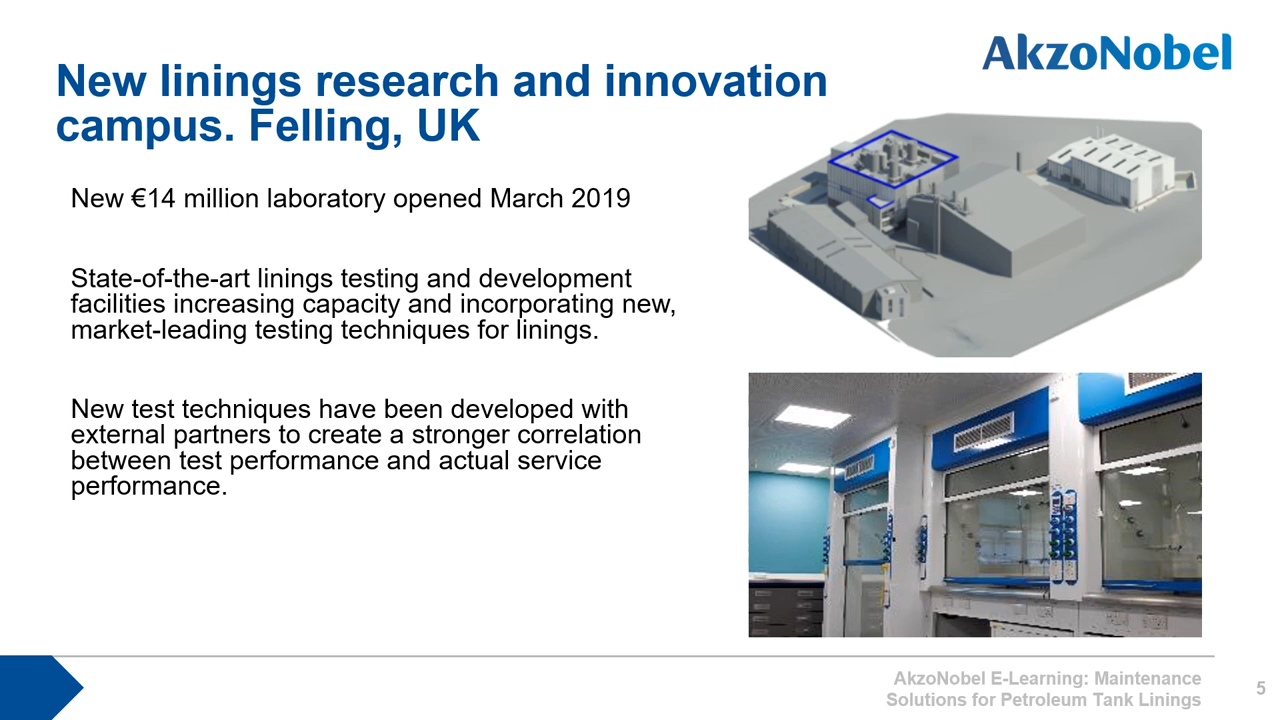 AkzoNobel
New linings research and innovation
campus. Felling, UK
New €14 million laboratory opened March 2019
State-of-the-art linings testing and development
facilities increasing capacity and incorporating new,
market-leading testing techniques for linings.
New test techniques have been developed with
external partners to create a stronger correlation
between test performance and actual service
performance.
AkzoNobel E-Learning: Maintenance
Solutions for Petroleum Tank Linings
5